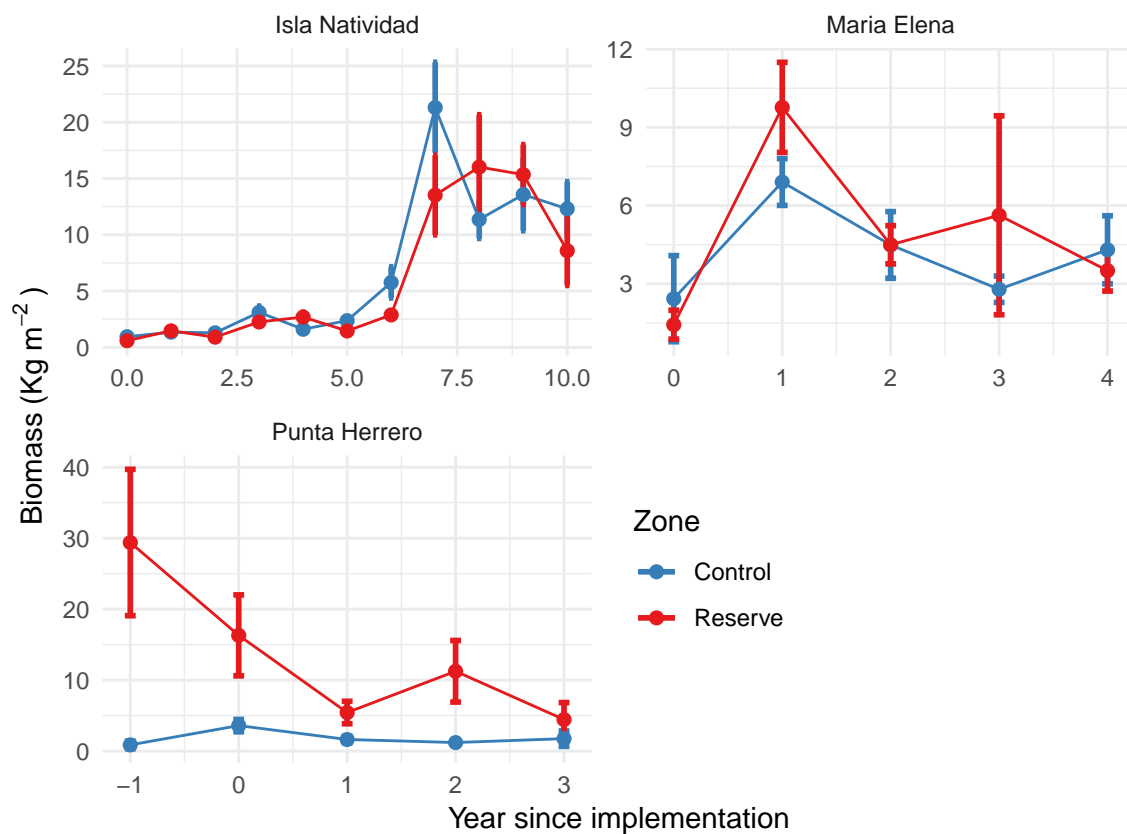 Isla Natividad
Maria Elena
25
20
15
10
5
0
0.0 2.5 5.0 7.5 10.0
12
9
6
3
0 1 2 3 4
Biomass (Kg m⁻²)
Punta Herrero
40
30
20
10
0
−1 0 1 2 3
Zone
Control
Reserve
Year since implementation